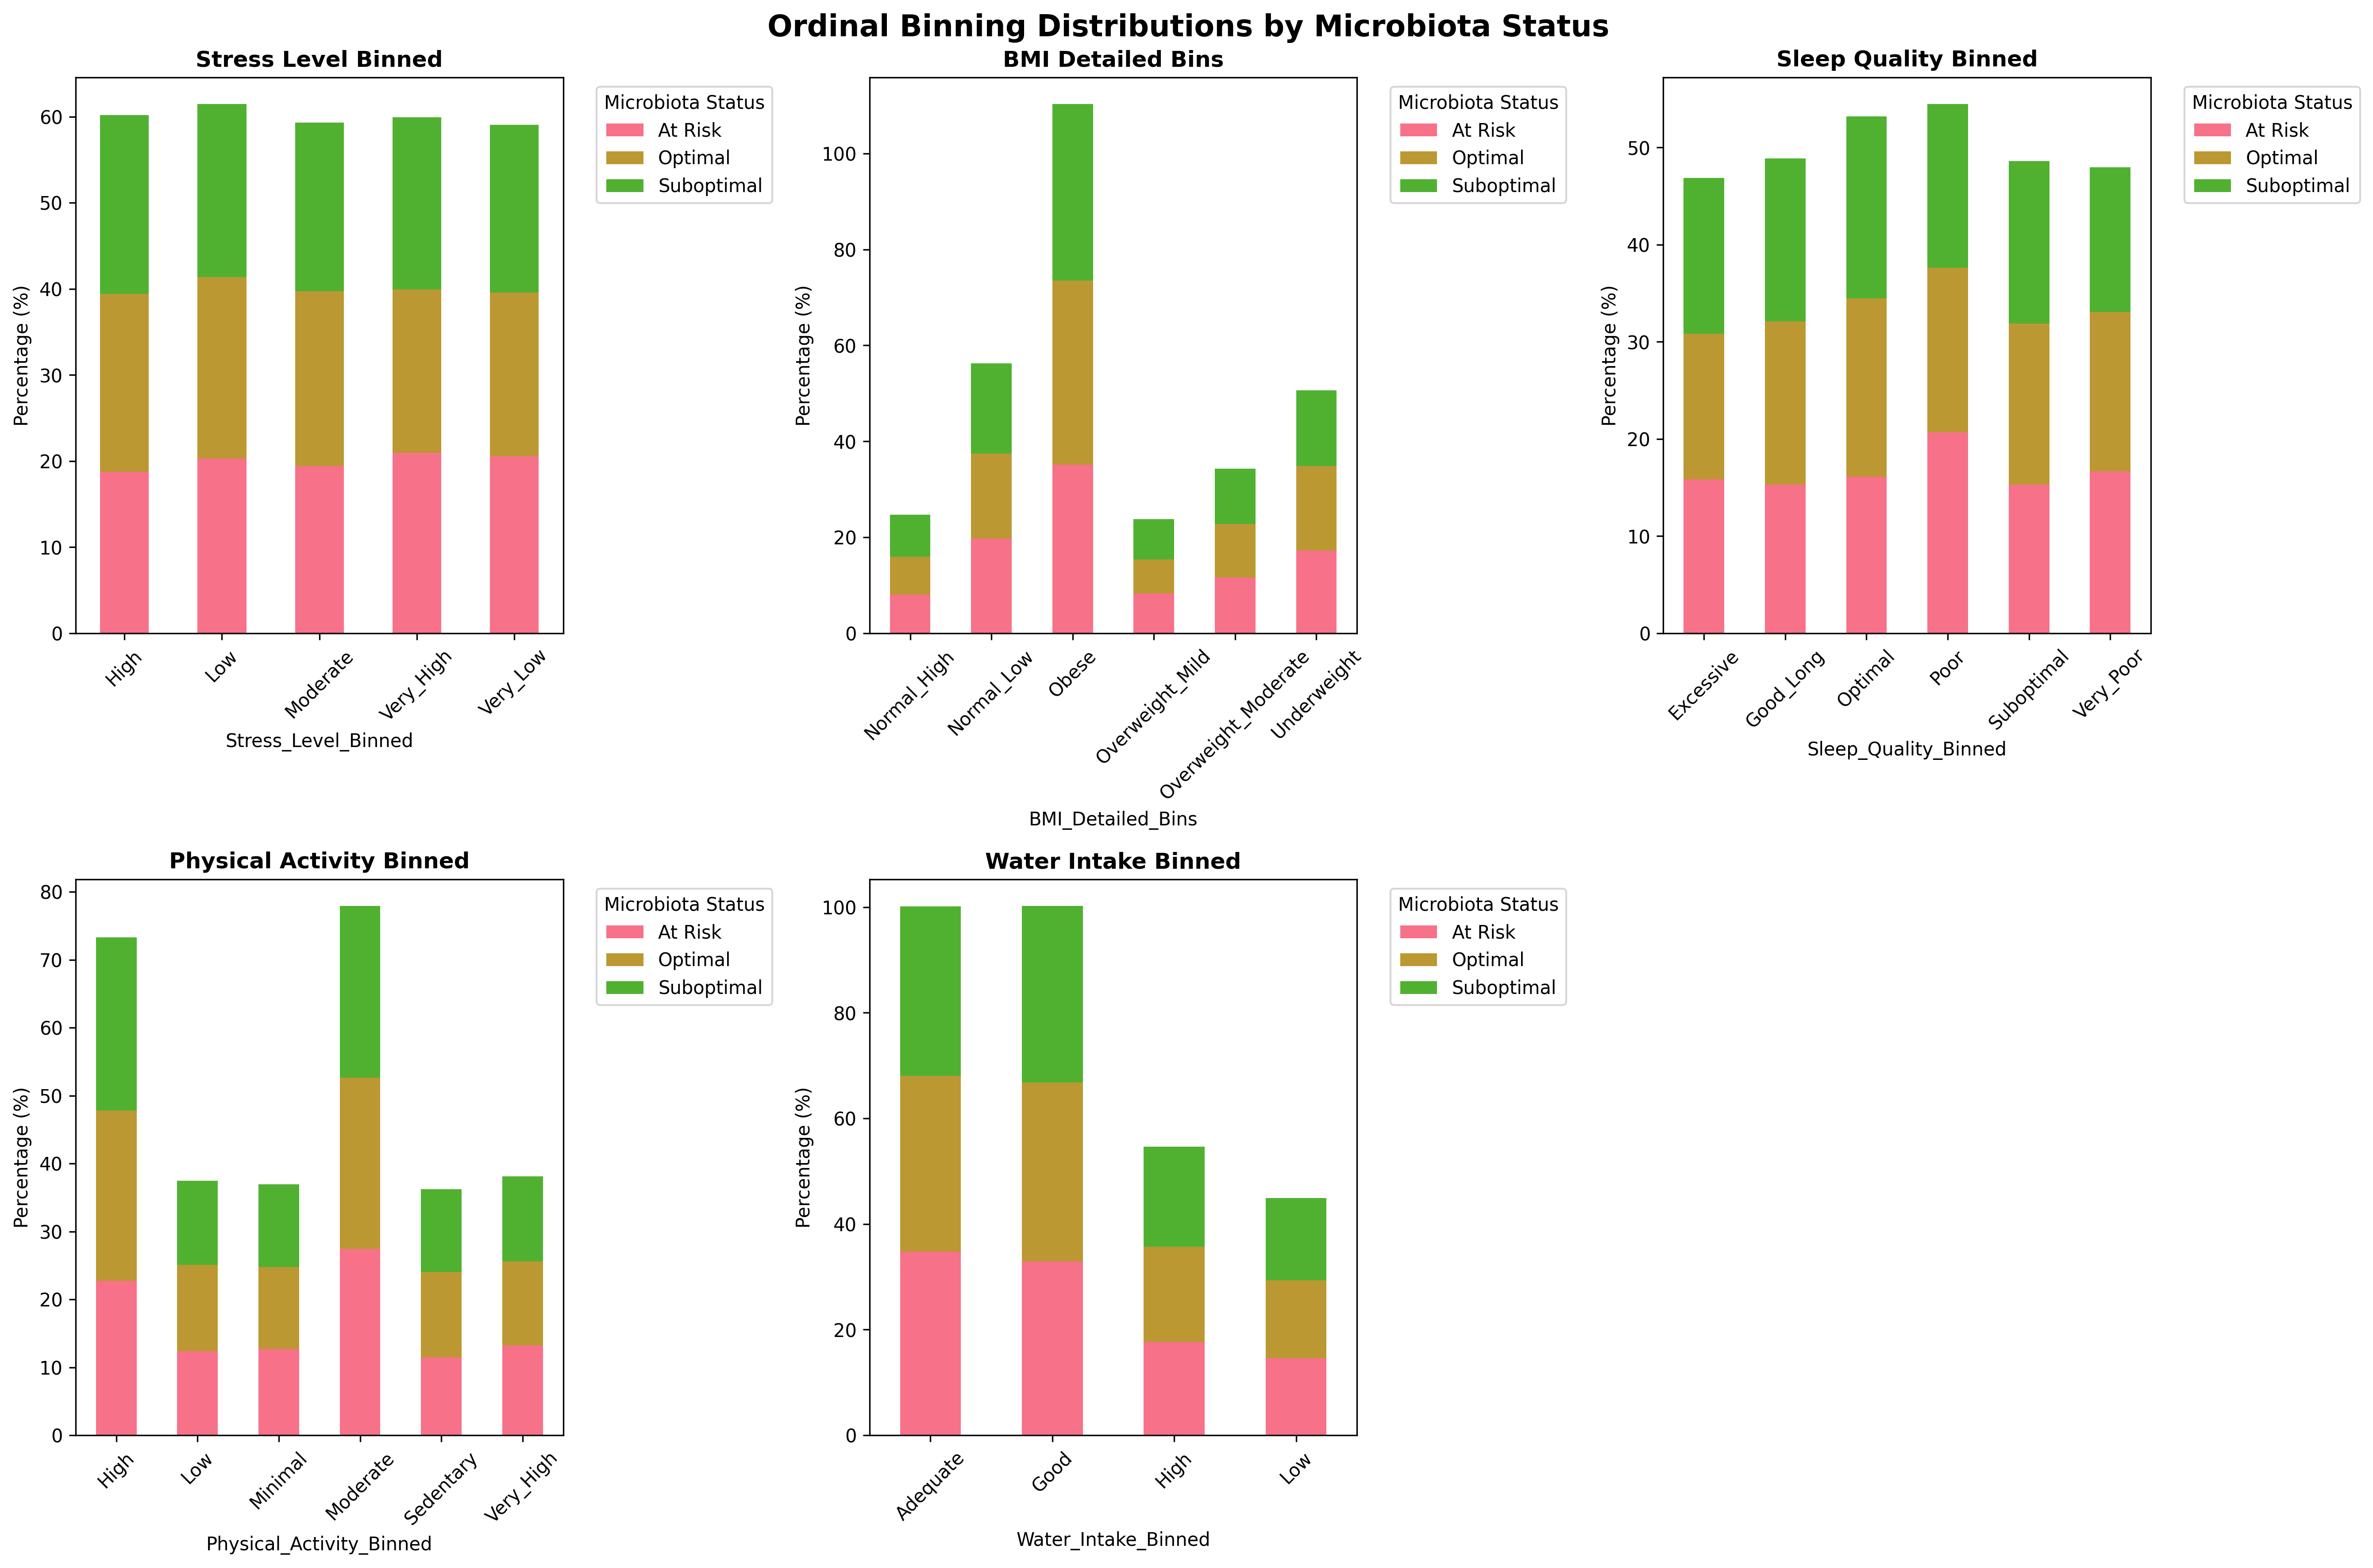 Ordinal Binning Distributions by Microbiota Status
Stress Level Binned
60
50
40
30
20
10
0
Percentage (%)
High
Low
Moderate
Very_High
Very_Low
Stress_Level_Binned
Microbiota Status
At Risk
Optimal
Suboptimal
BMI Detailed Bins
100
80
60
40
20
0
Percentage (%)
Normal_High
Normal_Low
Obese
Overweight_Mild
Overweight_Moderate
Underweight
BMI_Detailed_Bins
Microbiota Status
At Risk
Optimal
Suboptimal
Sleep Quality Binned
50
40
30
20
10
0
Percentage (%)
Excessive
Good_Long
Optimal
Poor
Suboptimal
Very_Poor
Sleep_Quality_Binned
Microbiota Status
At Risk
Optimal
Suboptimal
Physical Activity Binned
80
70
60
50
40
30
20
10
0
Percentage (%)
High
Low
Minimal
Moderate
Sedentary
Very_High
Physical_Activity_Binned
Microbiota Status
At Risk
Optimal
Suboptimal
Water Intake Binned
100
80
60
40
20
0
Percentage (%)
Adequate
Good
High
Low
Water_Intake_Binned
Microbiota Status
At Risk
Optimal
Suboptimal